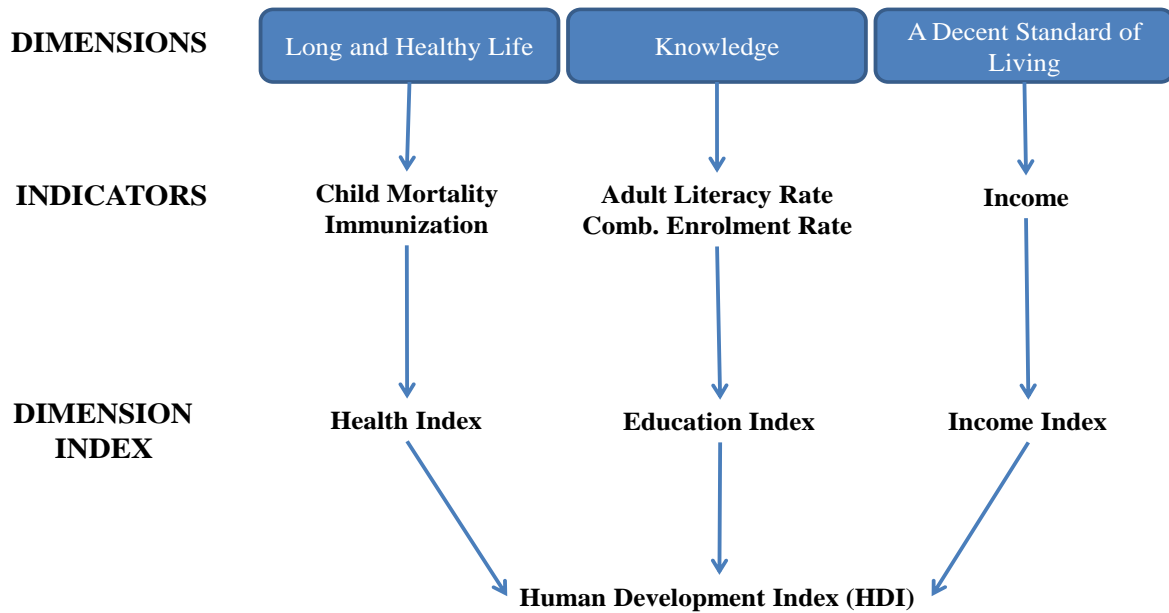 DIMENSIONS
Long and Healthy Life
Knowledge
A Decent Standard of
Living
INDICATORS
Child Mortality
Immunization
Adult Literacy Rate
Comb. Enrolment Rate
Income
DIMENSION
INDEX
Health Index
Education Index
Income Index
Human Development Index (HDI)